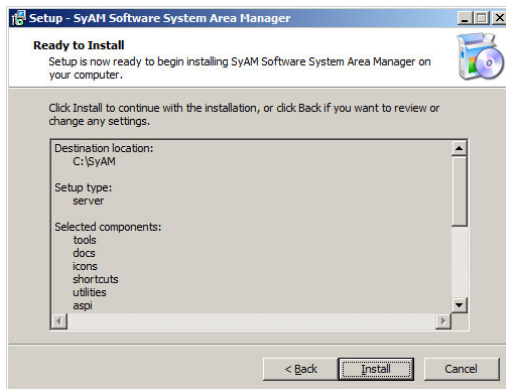 Setup - SyAM Software System Area Manager
Ready to Install
Setup is now ready to begin installing SyAM Software System Area Manager on
your computer.
Click Install to continue with the installation, or click Back if you want to review or
change any settings.
Destination location:
C:\SyAM
Setup type:
server
Selected components:
tools
docs
icons
shortcuts
utilities
aspi
< Back
Install
Cancel